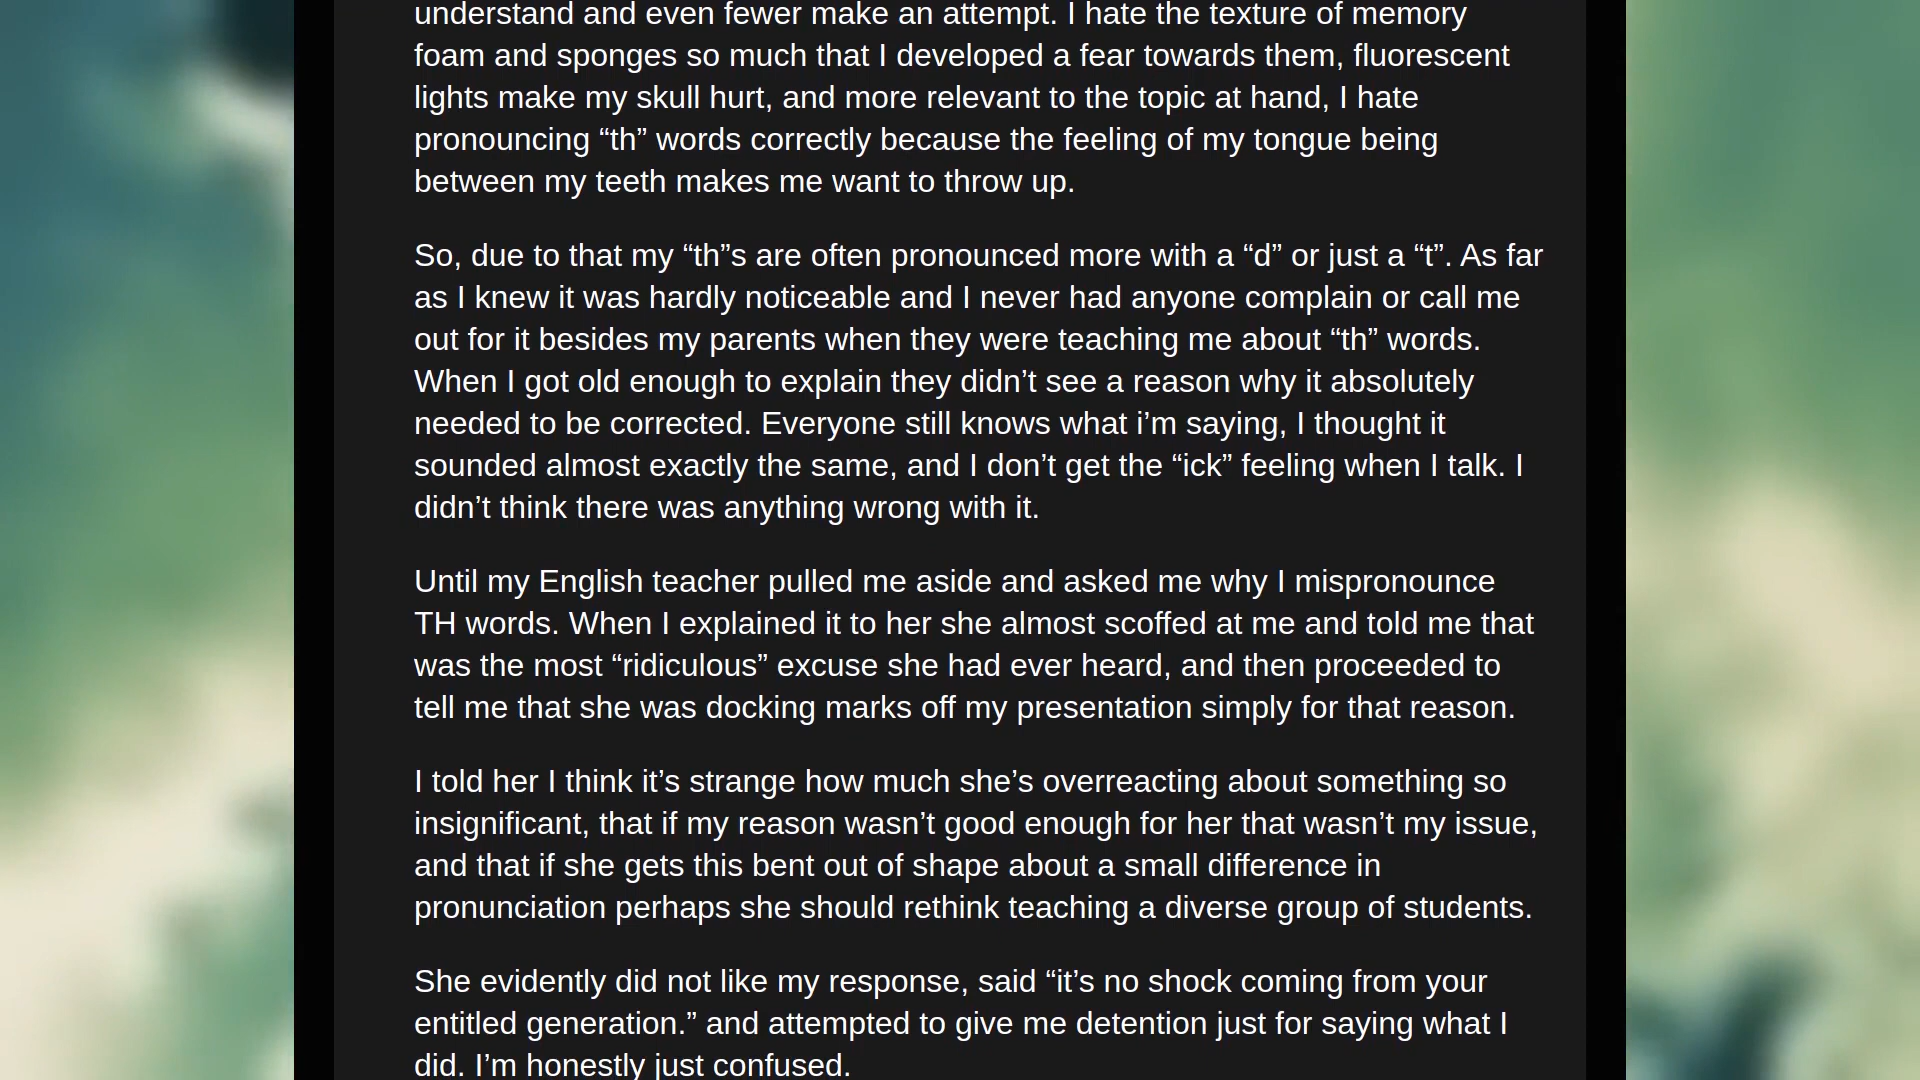 understand and even fewer make an attempt. I hate the texture of memory
foam and sponges so much that I developed a fear towards them, fluorescent
lights make my skull hurt, and more relevant to the topic at hand, I hate
pronouncing “th” words correctly because the feeling of my tongue being
between my teeth makes me want to throw up.
So, due to that my “th”s are often pronounced more with a “d” or just a “t”. As far
as I knew it was hardly noticeable and I never had anyone complain or call me
out for it besides my parents when they were teaching me about “th” words.
When I got old enough to explain they didn’t see a reason why it absolutely
needed to be corrected. Everyone still knows what i’m saying, I thought it
sounded almost exactly the same, and I don’t get the “ick” feeling when I talk. I
didn’t think there was anything wrong with it.
Until my English teacher pulled me aside and asked me why I mispronounce
TH words. When I explained it to her she almost scoffed at me and told me that
was the most “ridiculous” excuse she had ever heard, and then proceeded to
tell me that she was docking marks off my presentation simply for that reason.
I told her I think it’s strange how much she’s overreacting about something so
insignificant, that if my reason wasn’t good enough for her that wasn’t my issue,
and that if she gets this bent out of shape about a small difference in
pronunciation perhaps she should rethink teaching a diverse group of students.
She evidently did not like my response, said “it’s no shock coming from your
entitled generation.” and attempted to give me detention just for saying what I
did. I’m honestly just confused.